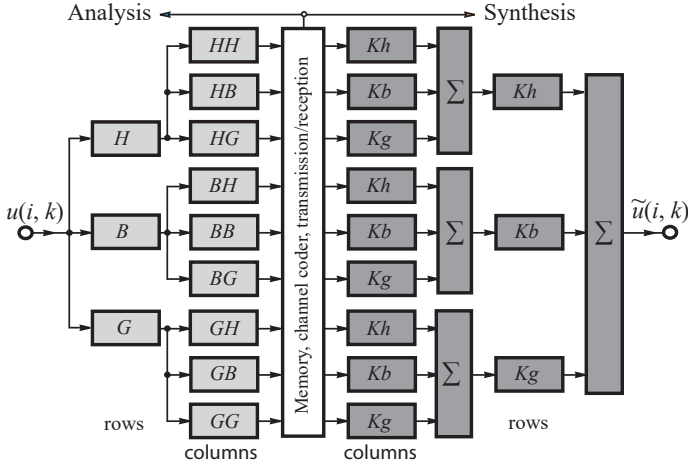 Analysis Synthesis
HH Kh
HB Kb Σ Kh
H HG Kg
BH Kh
u(i, k) ũ(i, k)
B BB Kb Σ Kb Σ
BG Kg
G GH Kh
GB Kb Σ Kg
GG Kg
Memory, channel coder, transmission/reception
rows rows
columns columns